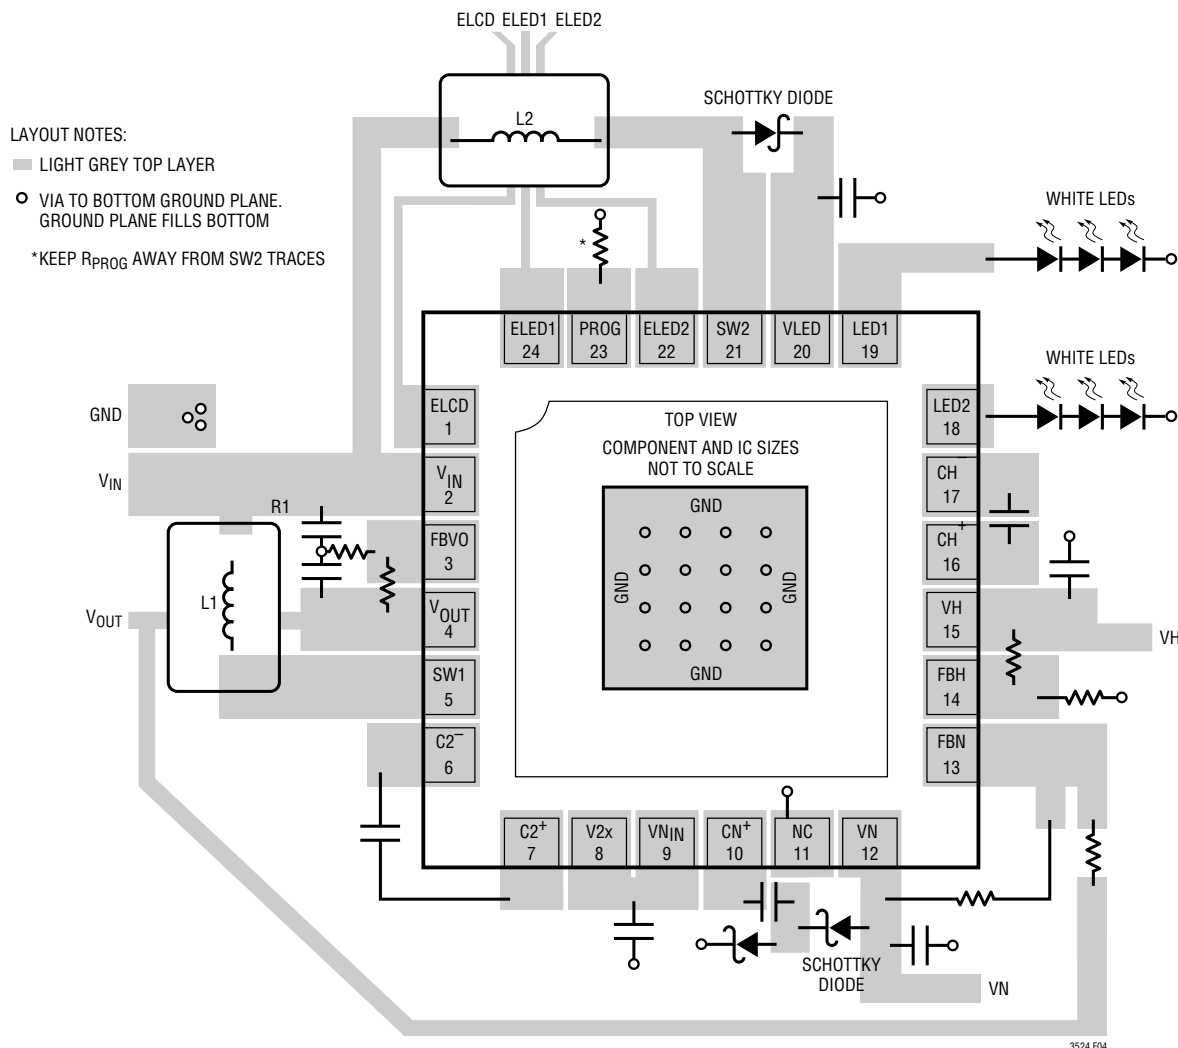 ELCD ELED1 ELED2
L2
SCHOTTKY DIODE
LAYOUT NOTES:
LIGHT GREY TOP LAYER
VIA TO BOTTOM GROUND PLANE.
GROUND PLANE FILLS BOTTOM
*KEEP RPROG AWAY FROM SW2 TRACES
*
WHITE LEDs
ELED1
24
PROG
23
ELED2
22
SW2
21
VLED
20
LED1
19
WHITE LEDs
GND
ELCD
1
LED2
18
TOP VIEW
COMPONENT AND IC SIZES
NOT TO SCALE
VIN
VIN
2
CH–
17
R1
FBVO
3
CH+
16
GND
GND
GND
GND
L1
VOUT
VOUT
4
VH
15
VH
SW1
5
FBH
14
C2–
6
FBN
13
C2+
7
V2x
8
VNIN
9
CN+
10
NC
11
VN
12
SCHOTTKY
DIODE
VN
3524 F04